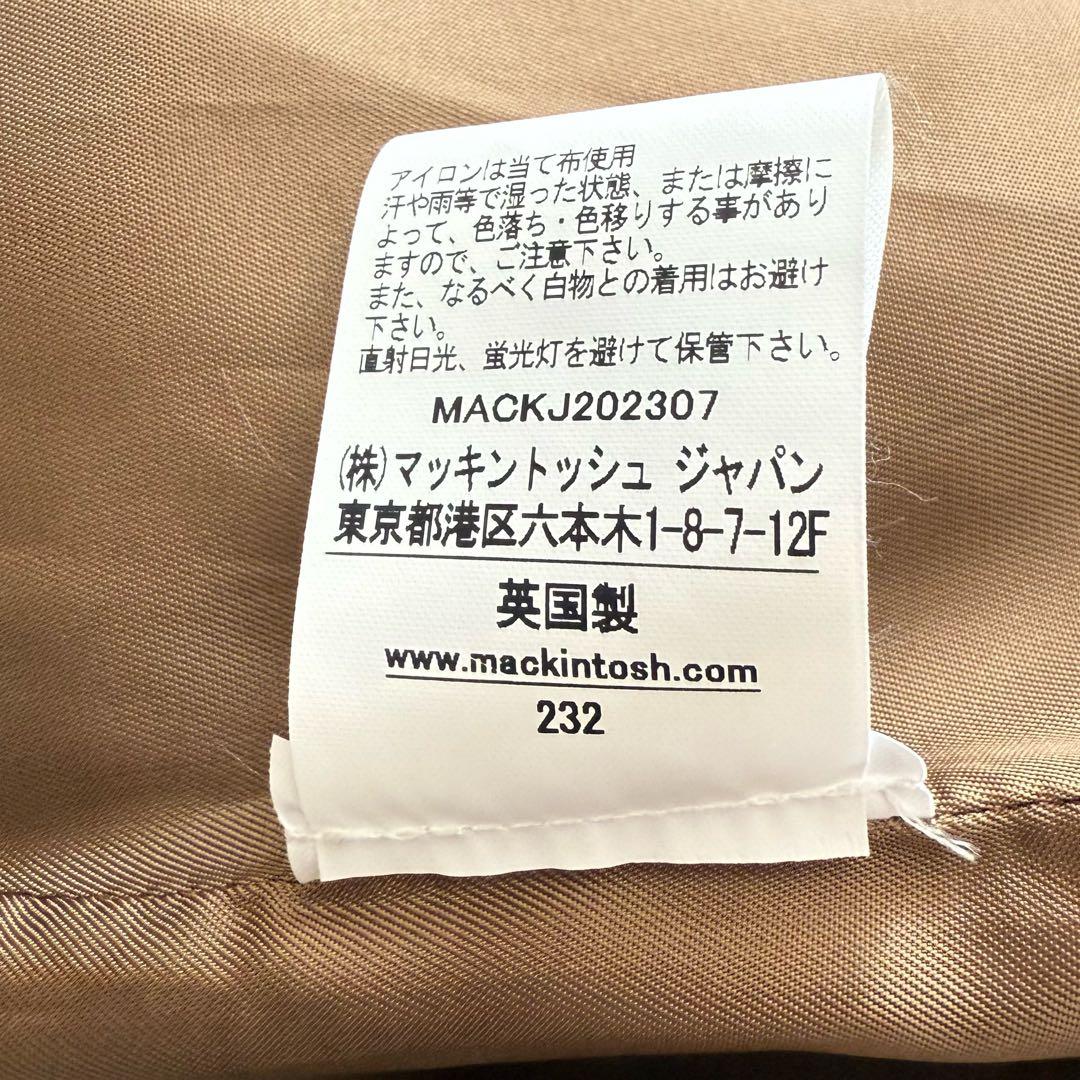 アイロンは当て布使用
汗や雨等で湿った状態、または摩擦に
よって、色落ち・色移りする事があり
ますので、ご注意下さい。
また、なるべく白物との着用はお避け
下さい。
直射日光、蛍光灯を避けて保管下さい。
MACKJ202307
(株)マッキントッシュ ジャパン
東京都港区六本木1-8-7-12F
英国製
www.mackintosh.com
232